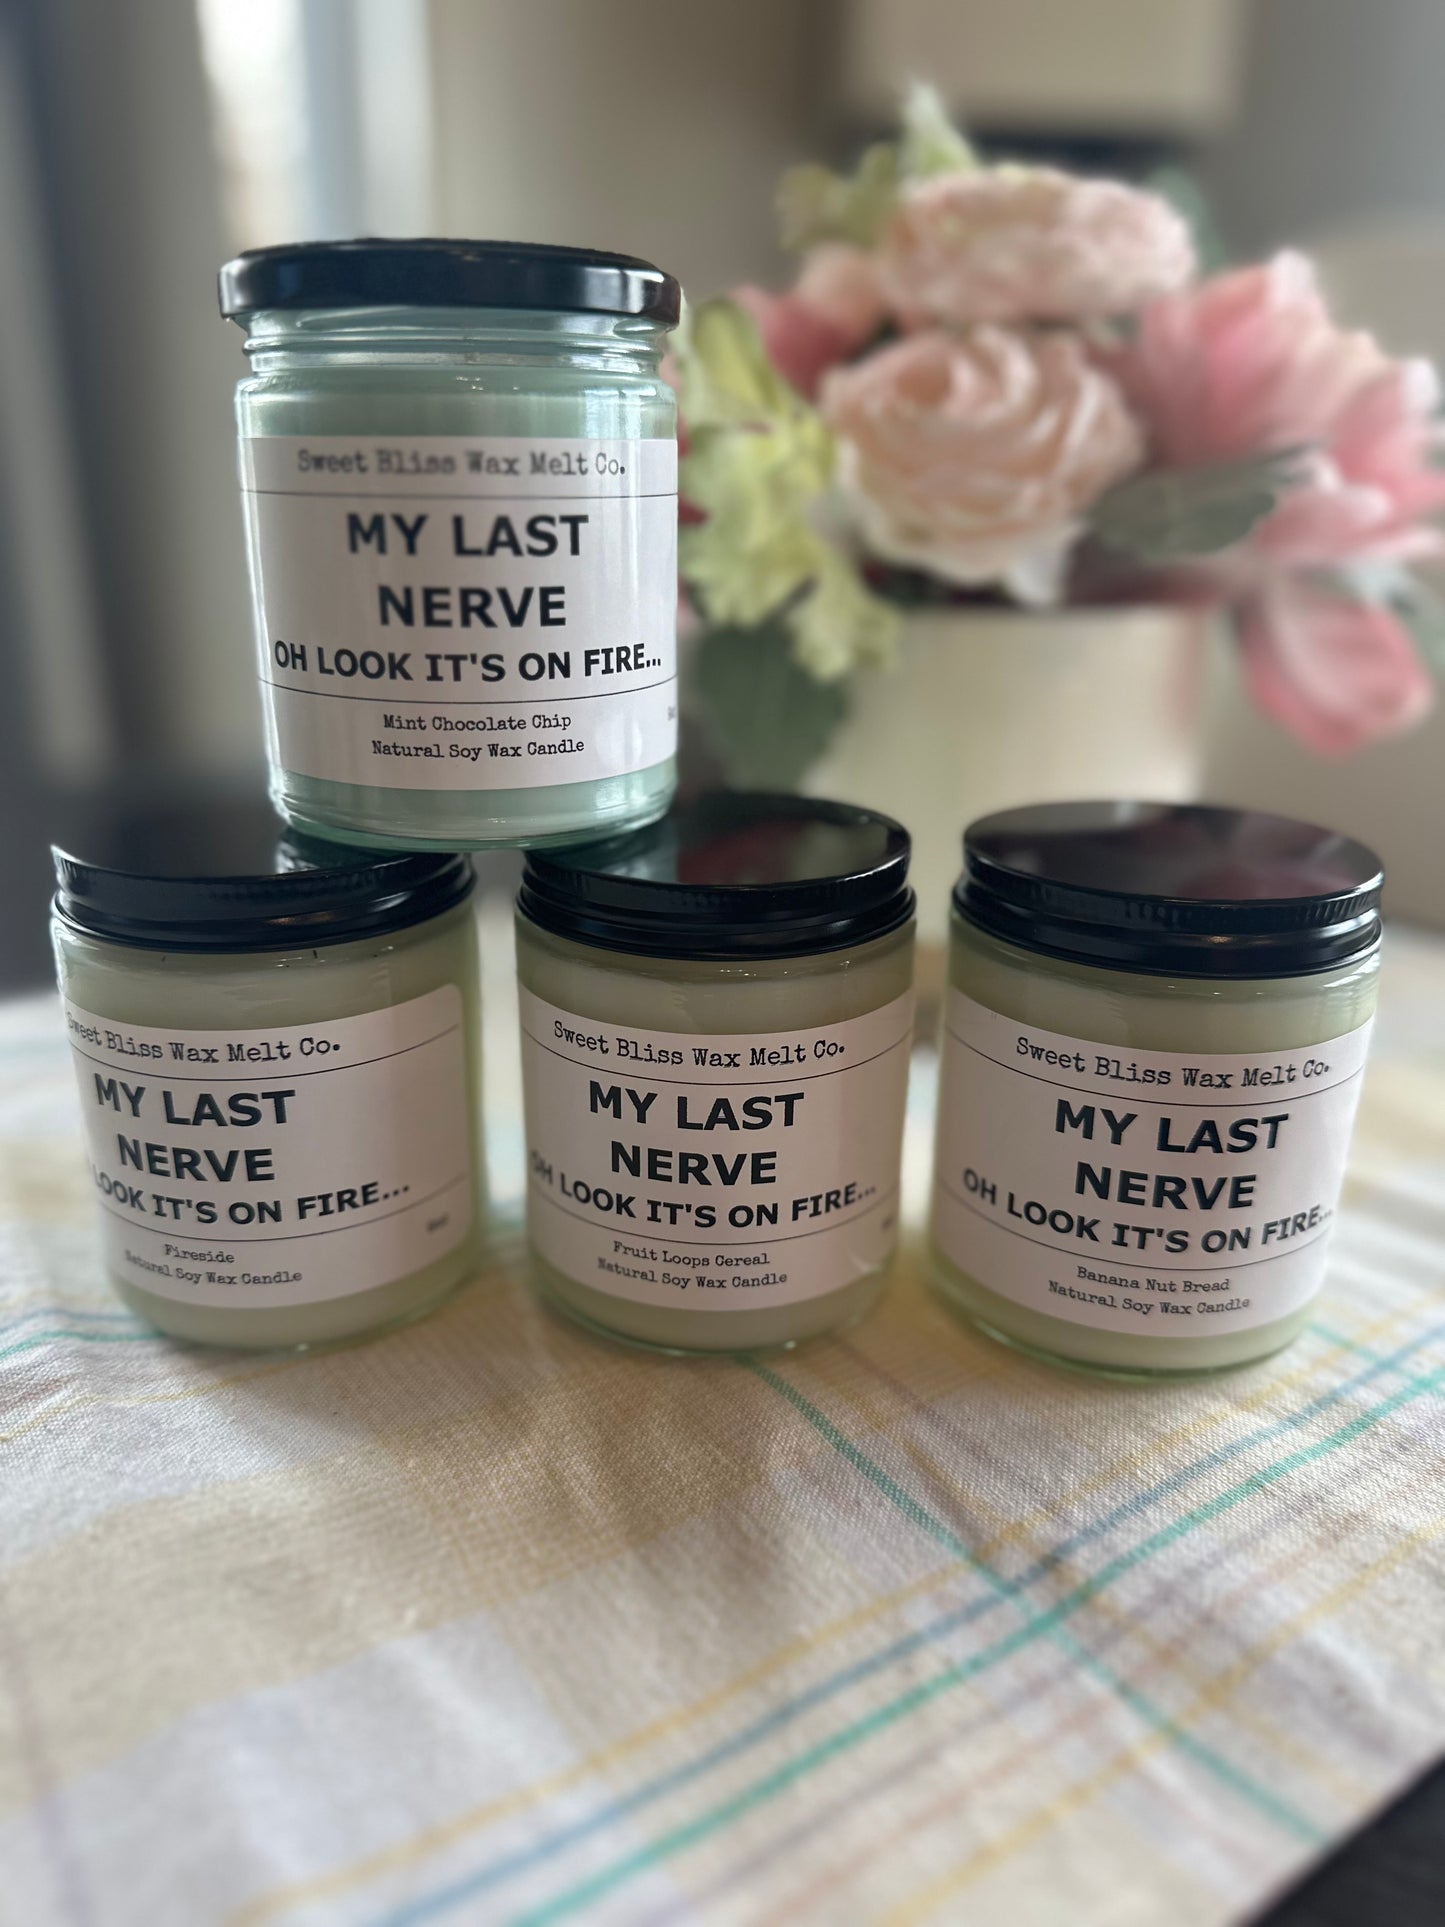 Sweet Bliss Wax Melt Co.
MY LAST
NERVE
OH LOOK IT'S ON FIRE...
Mint Chocolate Chip
Natural Soy Wax Candle
Sweet Bliss Wax Melt Co.
MY LAST
NERVE
LOOK IT'S ON FIRE...
Fireside
Natural Soy Wax Candle
Sweet Bliss Wax Melt Co.
MY LAST
NERVE
OH LOOK IT'S ON FIRE...
Fruit Loops Cereal
Natural Soy Wax Candle
Sweet Bliss Wax Melt Co.
MY LAST
NERVE
OH LOOK IT'S ON FIRE...
Banana Nut Bread
Natural Soy Wax Candle